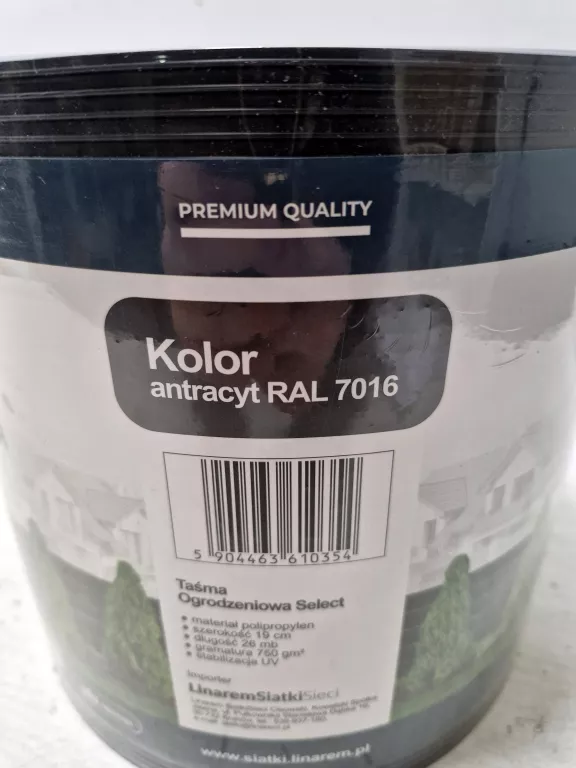 PREMIUM QUALITY
Kolor
antracyt RAL 7016
5 904463 610354
Taśma
Ogrodzeniowa Select
• materiał polipropylen
• szerokość 19 cm
• długość 26 mb
• gramatura 750 gm²
• stabilizacja UV
Importer
LinaremSiatkiSieci
www.siatki.linarem.pl